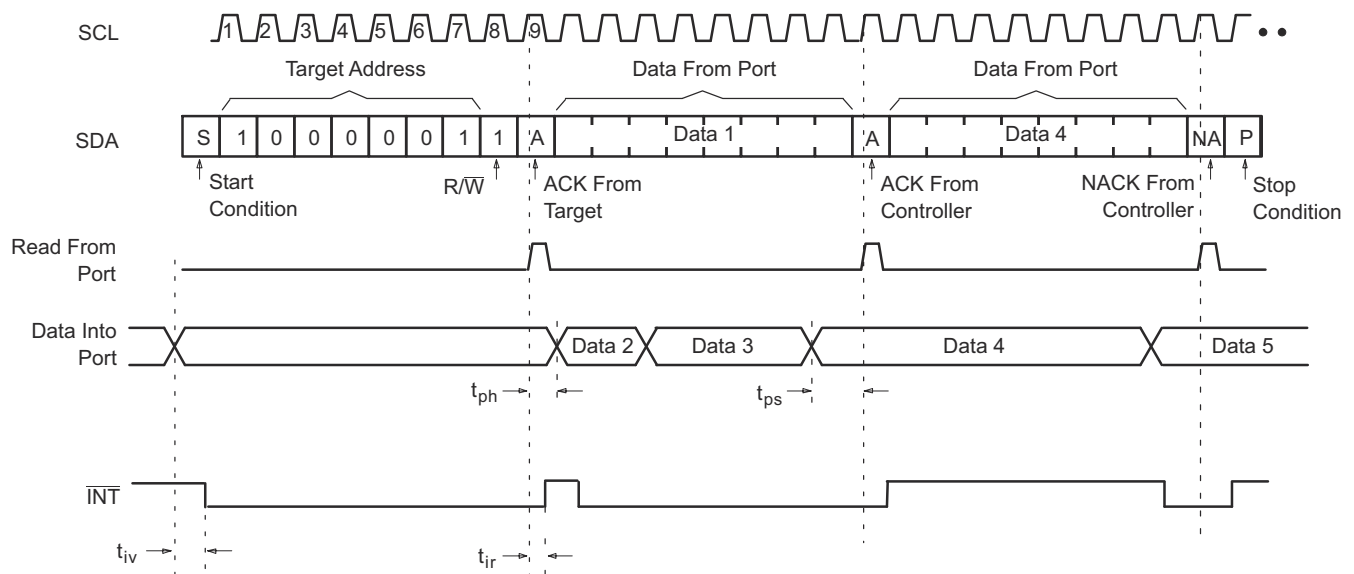 SCL
1 2 3 4 5 6 7 8 9
Target Address
Data From Port
Data From Port
SDA
S 1 0 0 0 0 0 1 1 A Data 1 A Data 4 NA P
Start
Condition
R/W
ACK From
Target
ACK From
Controller
NACK From
Controller
Stop
Condition
Read From
Port
Data Into
Port
Data 2
Data 3
Data 4
Data 5
tph
tps
INT
tiv
tir